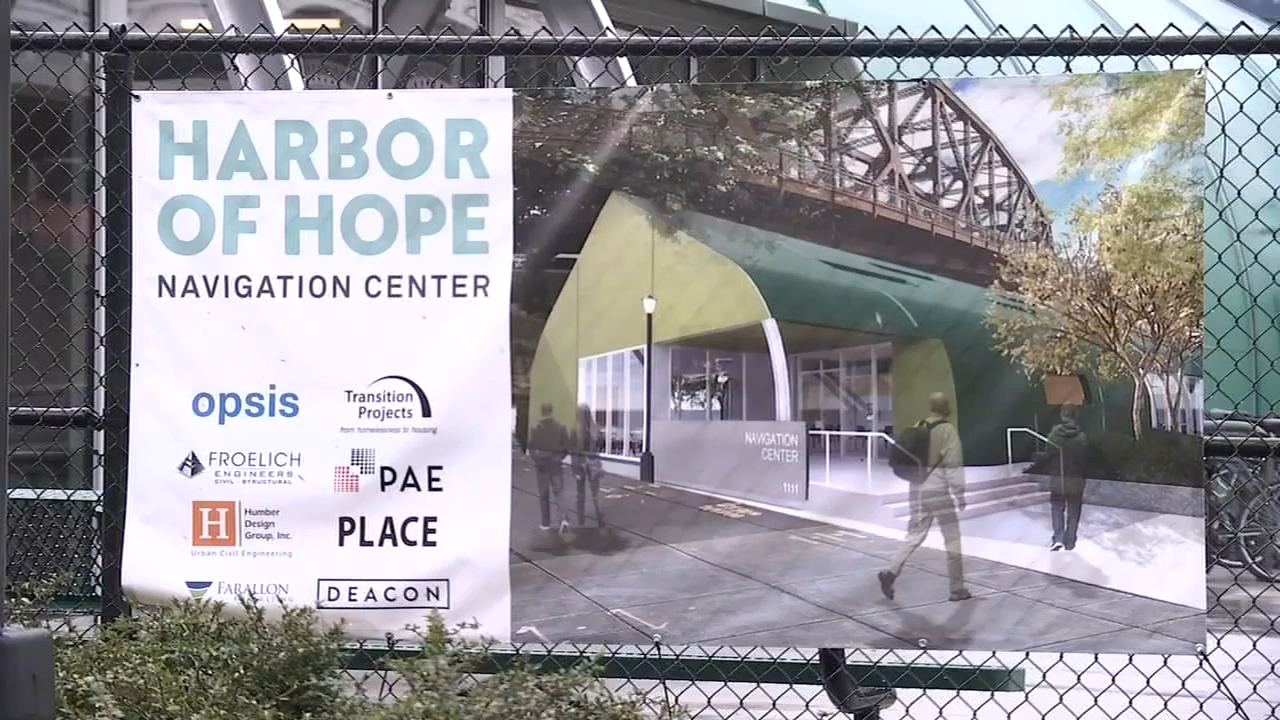 HARBOR
OF HOPE
NAVIGATION CENTER
opsis
Transition
Projects
from homelessness to housing
FROELICH
ENGINEERS
CIVIL · STRUCTURAL
PAE
H
Humber
Design
Group, Inc.
Urban Civil Engineering
PLACE
FARALLON
DEACON
NAVIGATION
CENTER
1111